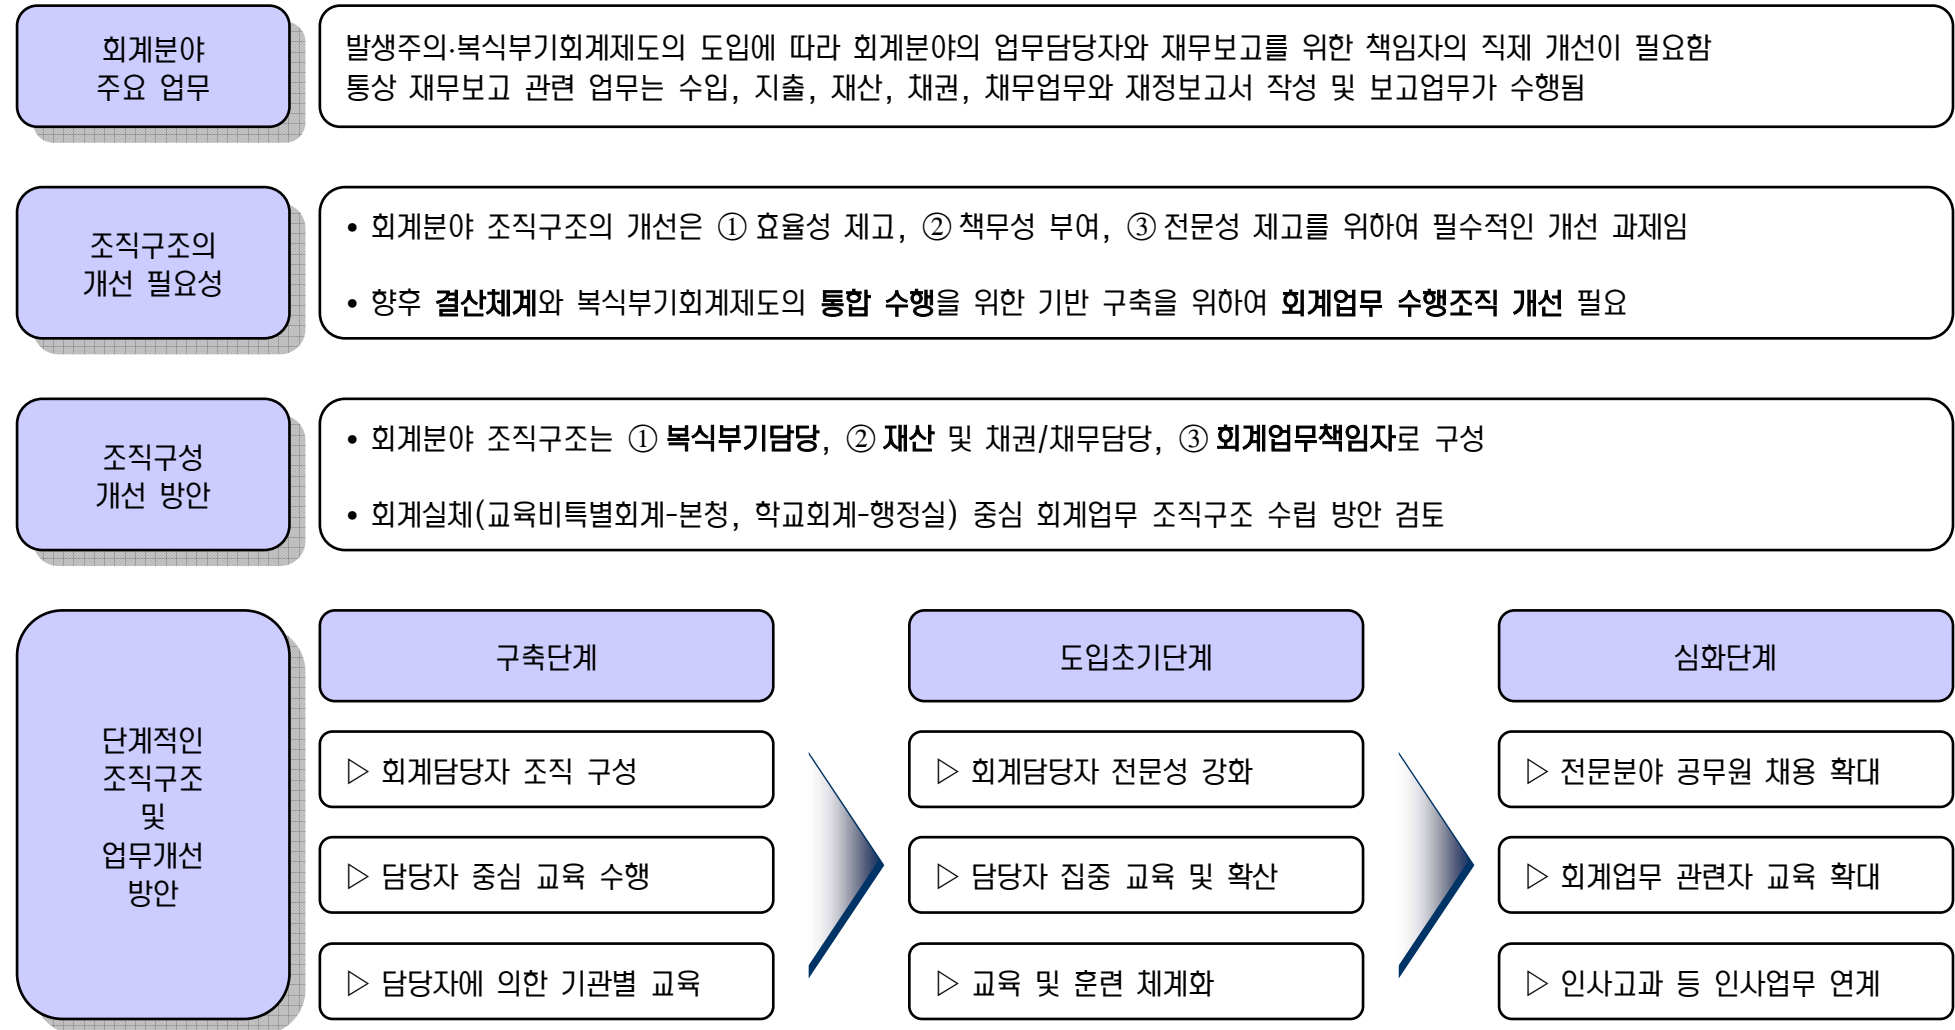 회계분야
주요 업무
발생주의·복식부기회계제도의 도입에 따라 회계분야의 업무담당자와 재무보고를 위한 책임자의 직제 개선이 필요함
통상 재무보고 관련 업무는 수입, 지출, 재산, 채권, 채무업무와 재정보고서 작성 및 보고업무가 수행됨
조직구조의
개선 필요성
• 회계분야 조직구조의 개선은 ① 효율성 제고, ② 책무성 부여, ③ 전문성 제고를 위하여 필수적인 개선 과제임
• 향후 결산체계와 복식부기회계제도의 통합 수행을 위한 기반 구축을 위하여 회계업무 수행조직 개선 필요
조직구성
개선 방안
• 회계분야 조직구조는 ① 복식부기담당, ② 재산 및 채권/채무담당, ③ 회계업무책임자로 구성
• 회계실체(교육비특별회계-본청, 학교회계-행정실) 중심 회계업무 조직구조 수립 방안 검토
단계적인
조직구조
및
업무개선
방안
구축단계
▷ 회계담당자 조직 구성
▷ 담당자 중심 교육 수행
▷ 담당자에 의한 기관별 교육
도입초기단계
▷ 회계담당자 전문성 강화
▷ 담당자 집중 교육 및 확산
▷ 교육 및 훈련 체계화
심화단계
▷ 전문분야 공무원 채용 확대
▷ 회계업무 관련자 교육 확대
▷ 인사고과 등 인사업무 연계